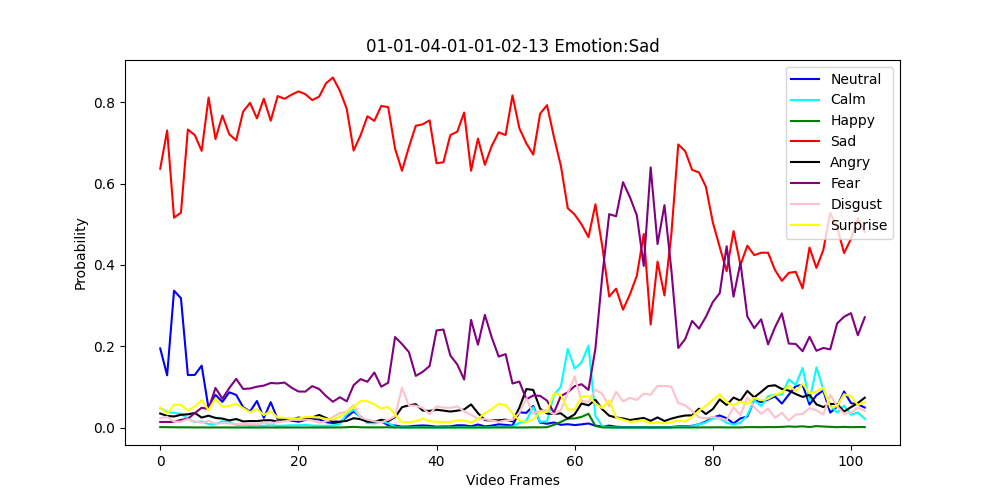 01-01-04-01-01-02-13 Emotion:Sad
Probability
0.8
0.6
0.4
0.2
0.0
0
20
40
60
80
100
Video Frames
Neutral
Calm
Happy
Sad
Angry
Fear
Disgust
Surprise